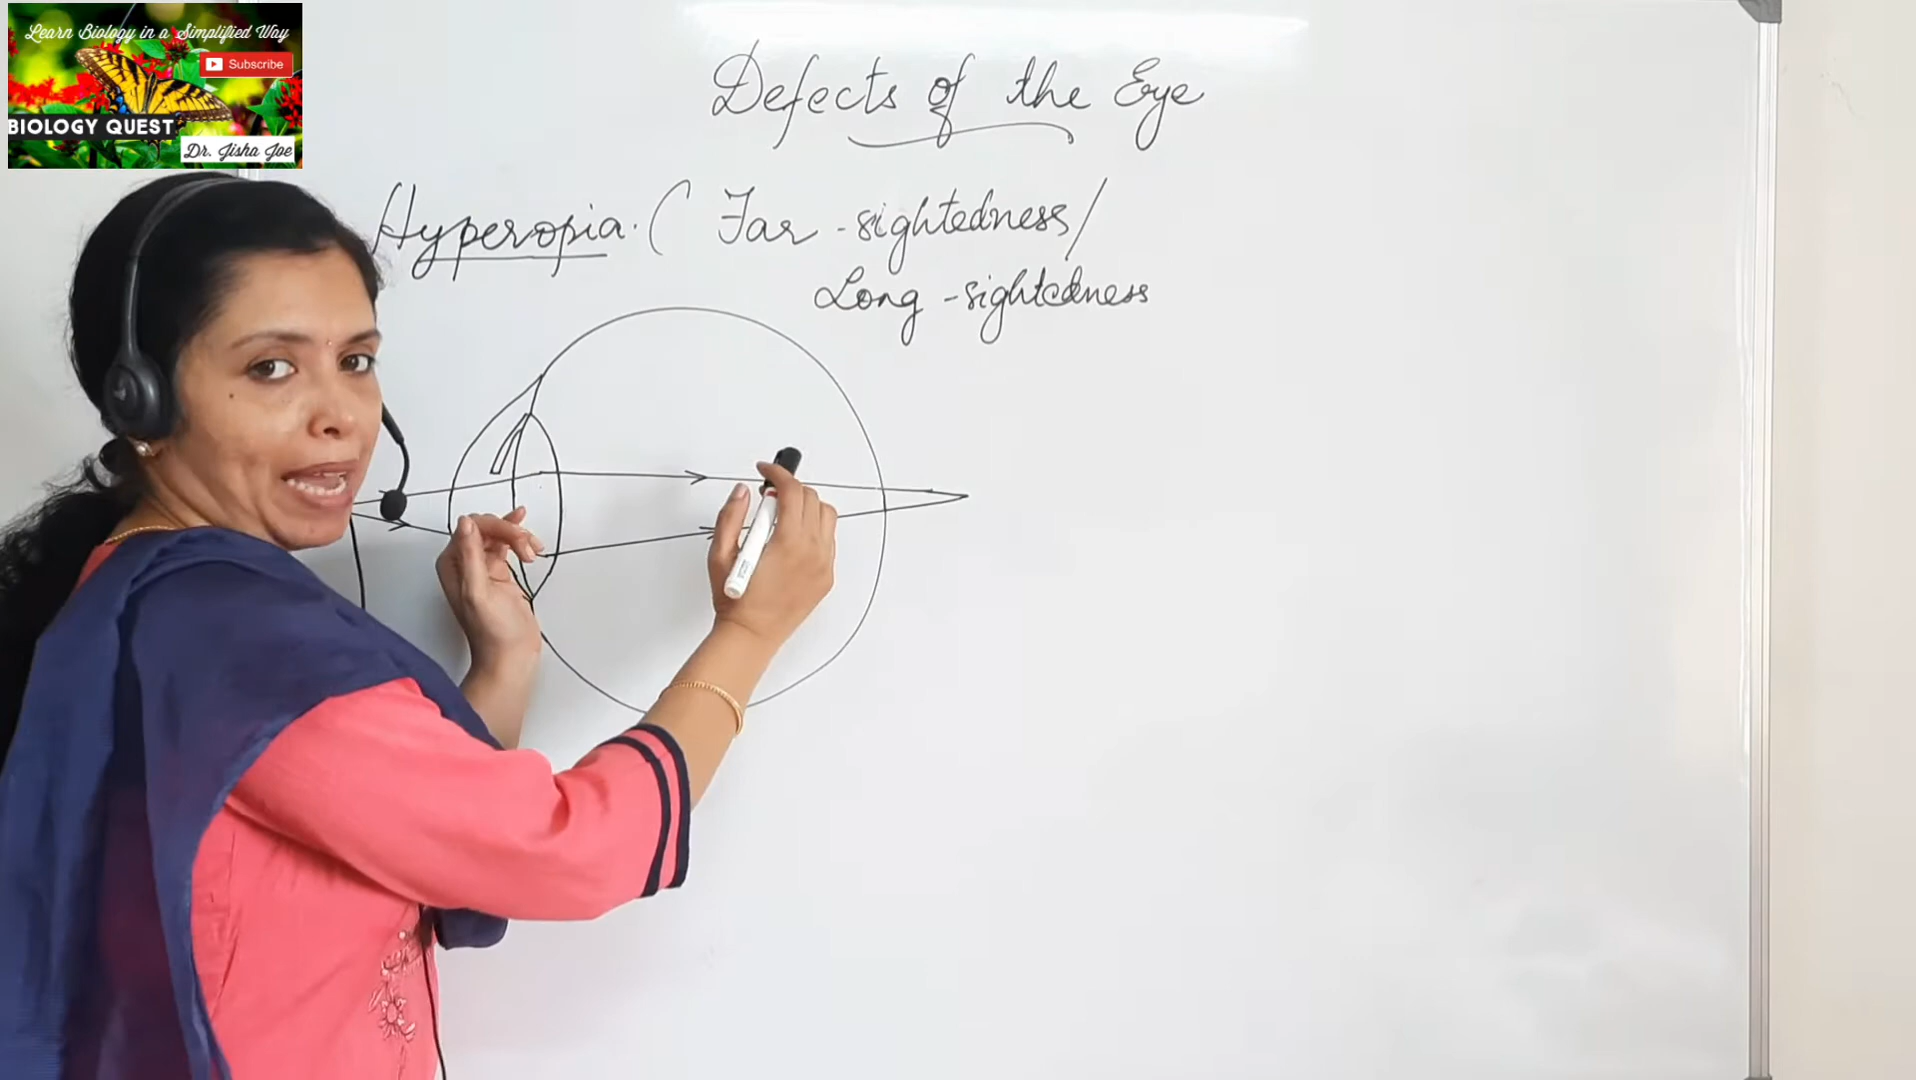 Learn Biology in a Simplified Way
Subscribe
BIOLOGY QUEST
Dr. Jisha Joe
Defects of the Eye
Hyperopia. ( Far - sightedness/
Long - sightedness